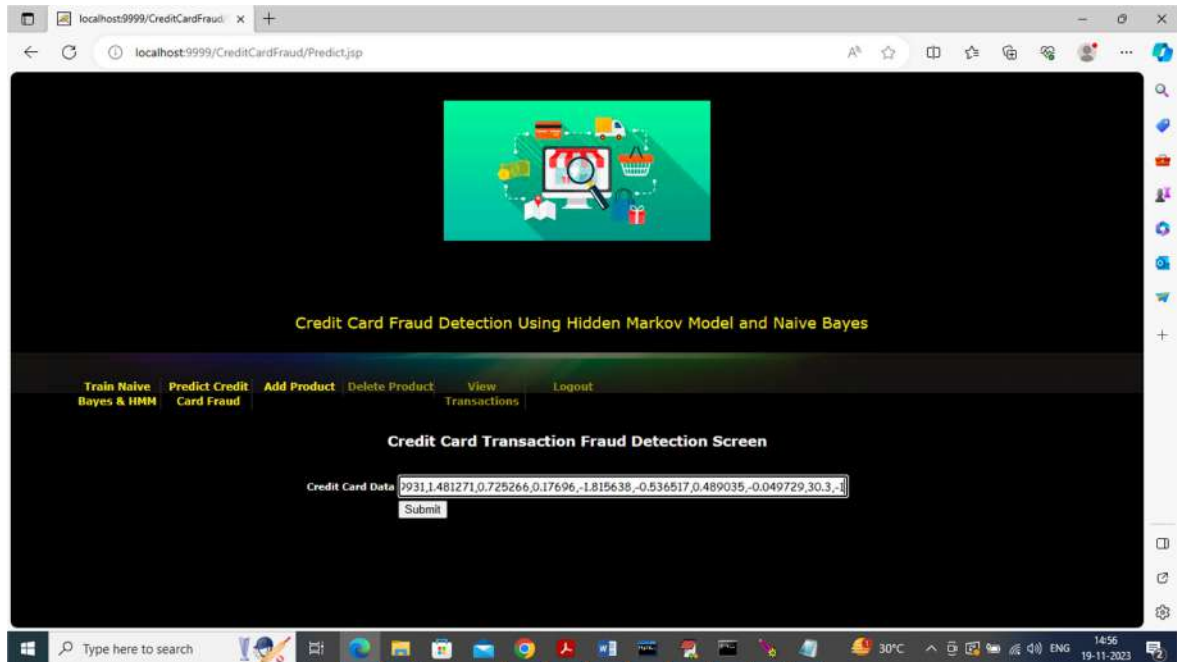 localhost:9999/CreditCardFraud/
localhost:9999/CreditCardFraud/Predict.jsp
Credit Card Fraud Detection Using Hidden Markov Model and Naive Bayes
Train Naive Predict Credit Add Product Delete Product View Logout
Bayes & HMM Card Fraud Transactions
Credit Card Transaction Fraud Detection Screen
Credit Card Data 9931,1.481271,0.725266,0.17696,-1.815638,-0.536517,0.489035,-0.049729,30.3,-1
Submit
Type here to search 30°C ENG 14:56
19-11-2023